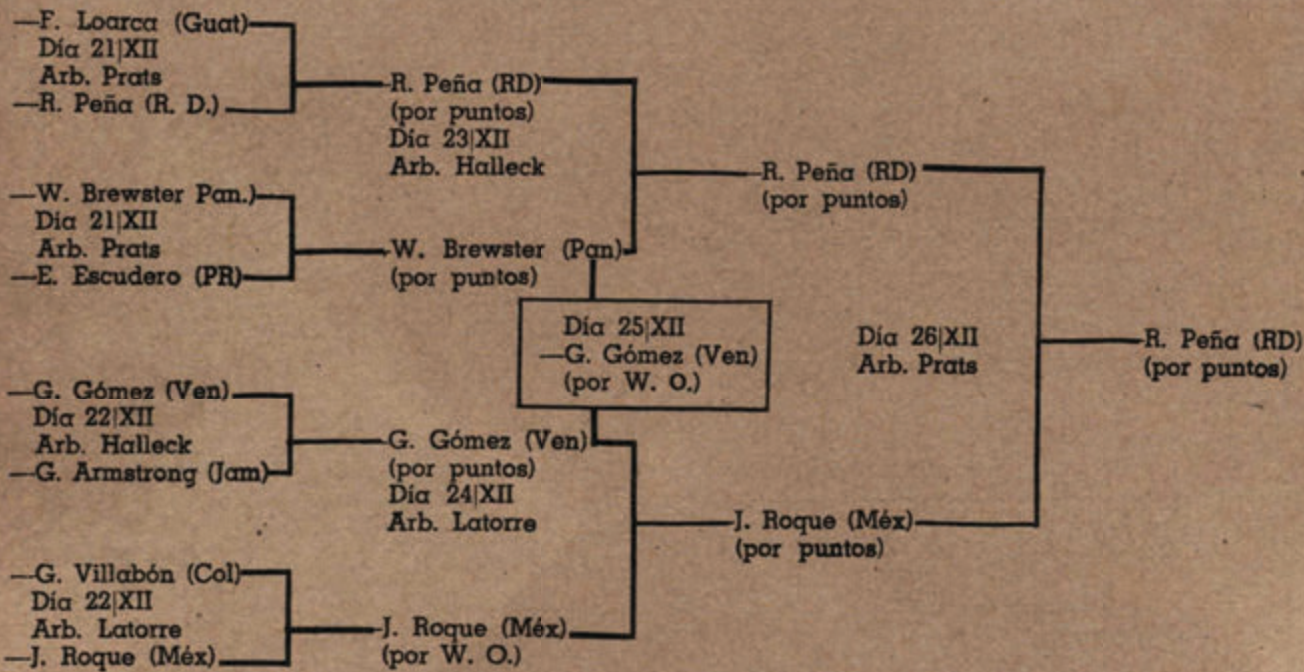 —F. Loarca (Guat)
Día 21|XII
Arb. Prats
—R. Peña (R. D.)
—W. Brewster Pan.)
Dia 21|XII
Arb. Prats
—E. Escudero (PR)
—G. Gómez (Ven)
Día 22|XII
Arb. Halleck
—G. Armstrong (Jam)
—G. Villabón (Col)
Día 22|XII
Arb. Latorre
—J. Roque (Méx)
R. Peña (RD)
(por puntos)
Día 23|XII
Arb. Halleck
W. Brewster (Pan)
(por puntos)
Día 25|XII
—G. Gómez (Ven)
(por W. O.)
G. Gómez (Ven)
(por puntos)
Día 24|XII
Arb. Latorre
J. Roque (Méx)
(por W. O.)
R. Peña (RD)
(por puntos)
Día 26|XII
Arb. Prats
J. Roque (Méx)
(por puntos)
R. Peña (RD)
(por puntos)